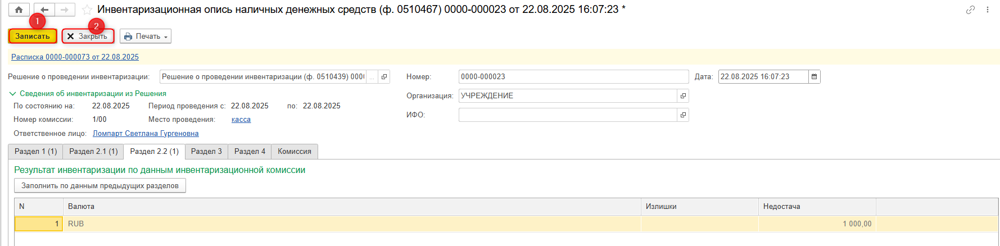 Инвентаризационная опись наличных денежных средств (ф. 0510467) 0000-000023 от 22.08.2025 16:07:23 *
1
2
Записать Закрыть Печать
Расписка 0000-000073 от 22.08.2025
Решение о проведении инвентаризации: Решение о проведении инвентаризации (ф. 0510439) 000 ... Номер: 0000-000023 Дата: 22.08.2025 16:07:23
Сведения об инвентаризации из Решения Организация: УЧРЕЖДЕНИЕ
По состоянию на: 22.08.2025 Период проведения с: 22.08.2025 по: 22.08.2025
Номер комиссии: 1/00 Место проведения: касса ИФО:
Ответственное лицо: Ломпарт Светлана Гургеновна
Раздел 1 (1) Раздел 2.1 (1) Раздел 2.2 (1) Раздел 3 Раздел 4 Комиссия
Результат инвентаризации по данным инвентаризационной комиссии
Заполнить по данным предыдущих разделов
N Валюта Излишки Недостача
1 RUB 1 000,00